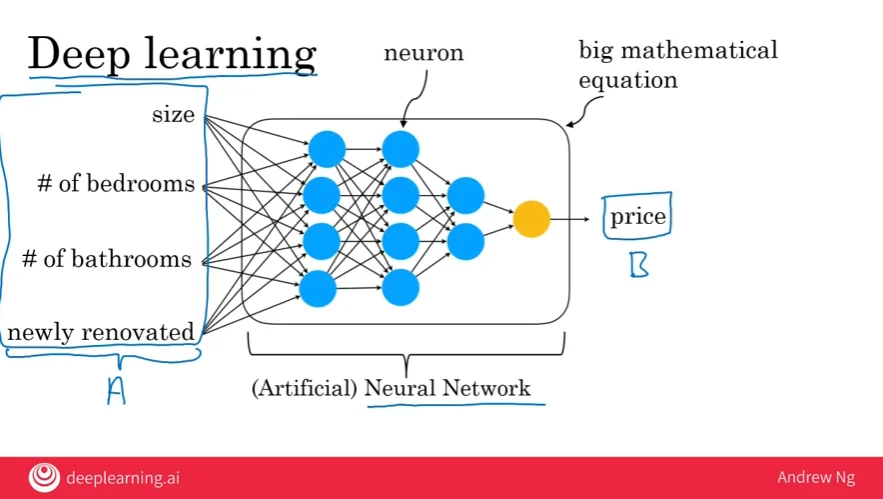 Deep learning
neuron
big mathematical
equation
size
# of bedrooms
# of bathrooms
newly renovated
A
price
B
(Artificial) Neural Network
deeplearning.ai
Andrew Ng